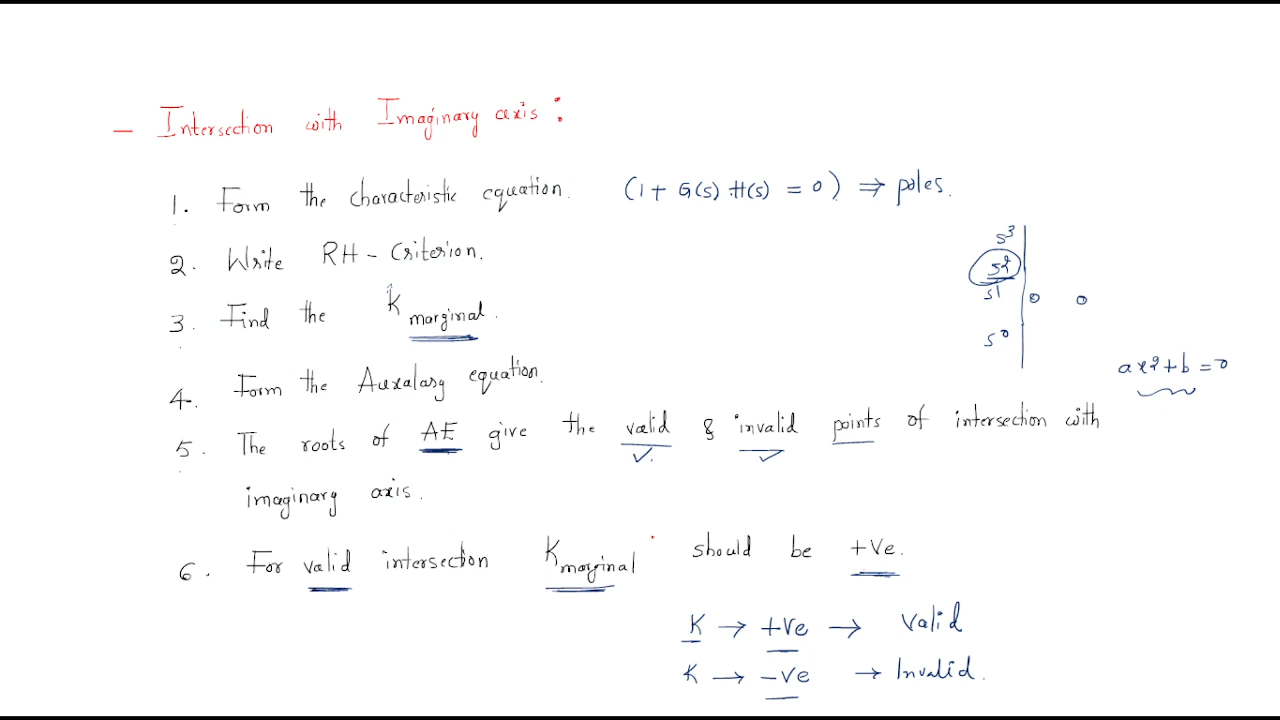 - Intersection with Imaginary axis :
1. Form the characteristic equation. (1 + G(s) H(s) = 0) ⇒ poles.
2. Write RH - Criterion.
3. Find the K marginal.
4. Form the Auxalary equation.
5. The roots of AE give the valid & invalid points of intersection with
imaginary axis.
6. For valid intersection K marginal should be +ve.
K → +ve → valid
K → -ve → Invalid.
s³
s²
s¹ 0 0
s⁰
ax²+b=0